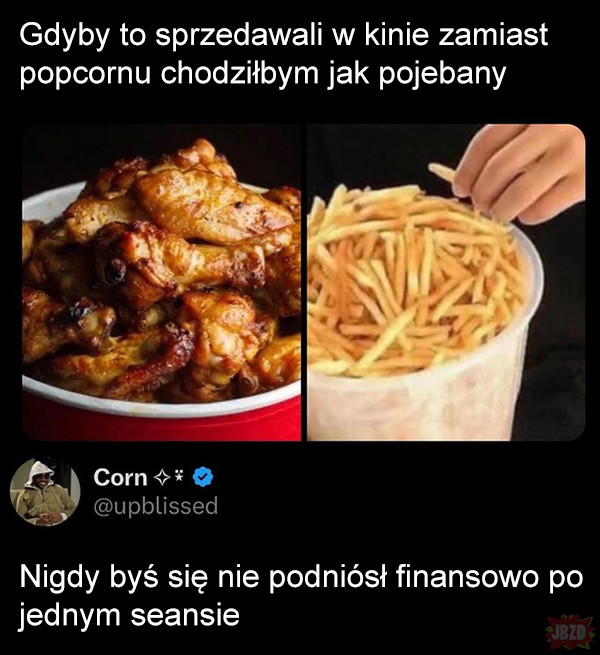 Gdyby to sprzedawali w kinie zamiast
popcornu chodziłbym jak pojebany
Corn
@upblissed
Nigdy byś się nie podniósł finansowo po
jednym seansie
JBZD